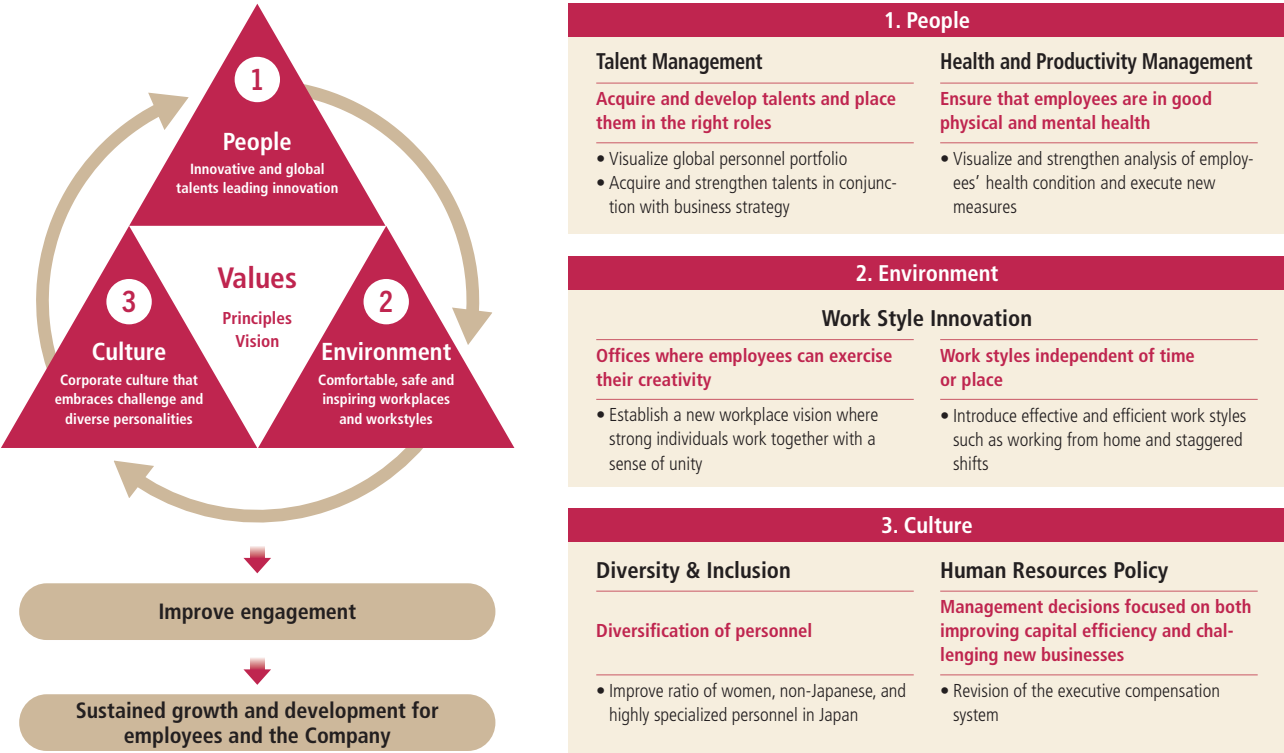 1
People
Innovative and global
talents leading innovation
Values
Principles
Vision
3
Culture
Corporate culture that
embraces challenge and
diverse personalities
2
Environment
Comfortable, safe and
inspiring workplaces
and workstyles
Improve engagement
Sustained growth and development for
employees and the Company
1. People
Talent Management
Acquire and develop talents and place
them in the right roles
• Visualize global personnel portfolio
• Acquire and strengthen talents in conjunc-
tion with business strategy
Health and Productivity Management
Ensure that employees are in good
physical and mental health
• Visualize and strengthen analysis of employ-
ees’ health condition and execute new
measures
2. Environment
Work Style Innovation
Offices where employees can exercise
their creativity
• Establish a new workplace vision where
strong individuals work together with a
sense of unity
Work styles independent of time
or place
• Introduce effective and efficient work styles
such as working from home and staggered
shifts
3. Culture
Diversity & Inclusion
Diversification of personnel
• Improve ratio of women, non-Japanese, and
highly specialized personnel in Japan
Human Resources Policy
Management decisions focused on both
improving capital efficiency and chal-
lenging new businesses
• Revision of the executive compensation
system